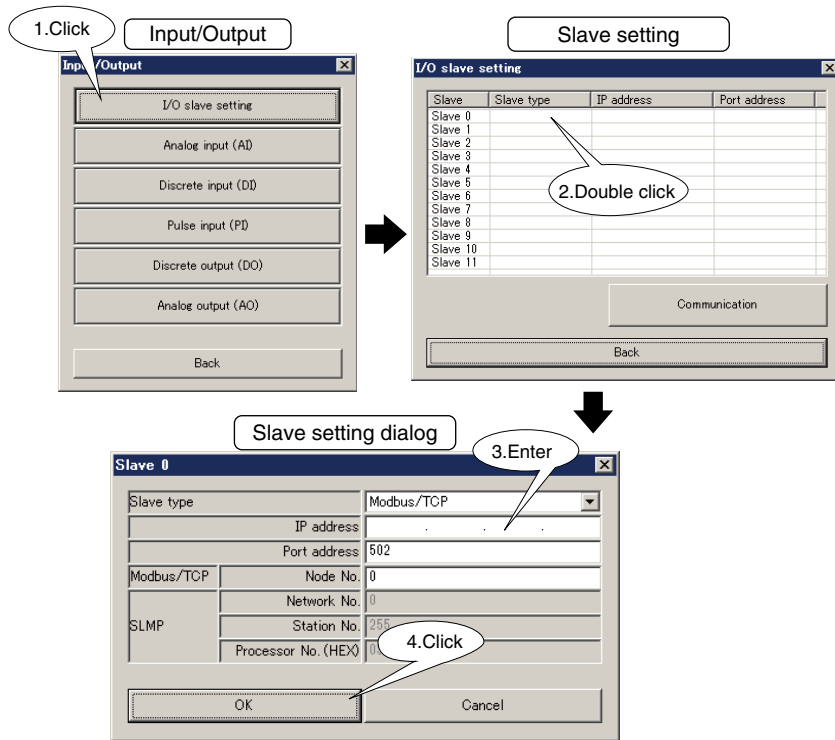 1.Click
Input/Output
Input/Output
I/O slave setting
Analog input (AI)
Discrete input (DI)
Pulse input (PI)
Discrete output (DO)
Analog output (AO)
Back
Slave setting
I/O slave setting
Slave Slave type IP address Port address
Slave 0
Slave 1
Slave 2
Slave 3
Slave 4
Slave 5
Slave 6
Slave 7
Slave 8
Slave 9
Slave 10
Slave 11
2.Double click
Communication
Back
Slave setting dialog
3.Enter
Slave 0
Slave type Modbus/TCP
IP address . . .
Port address 502
Modbus/TCP Node No. 0
SLMP
Network No. 0
Station No. 255
Processor No. (HEX)
4.Click
OK Cancel